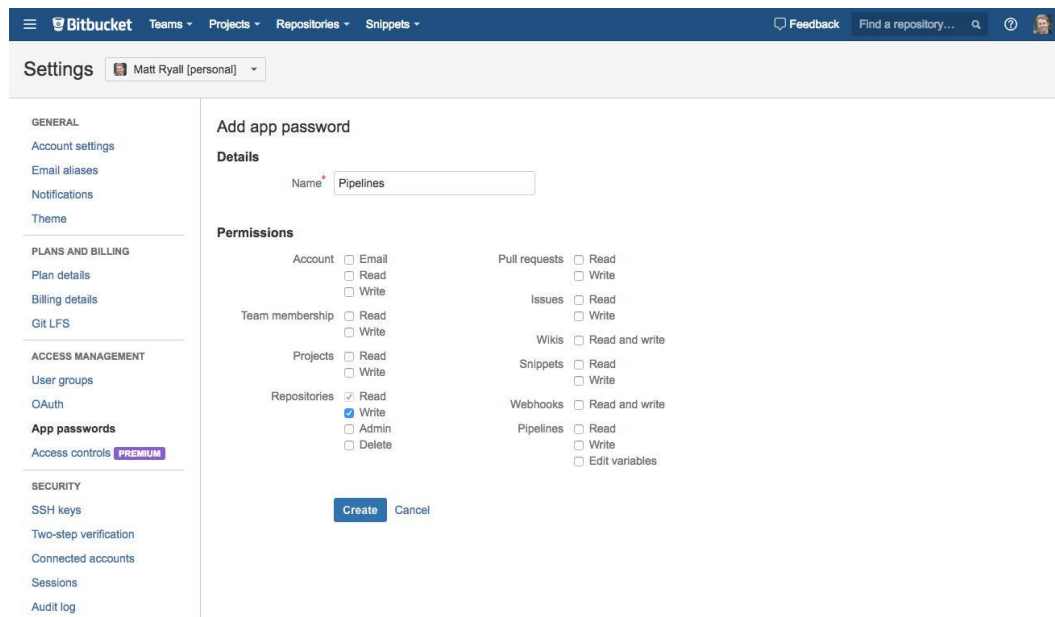 Bitbucket Teams Projects Repositories Snippets Feedback Find a repository...
Settings Matt Ryall [personal]
GENERAL
Account settings
Email aliases
Notifications
Theme
PLANS AND BILLING
Plan details
Billing details
Git LFS
ACCESS MANAGEMENT
User groups
OAuth
App passwords
Access controls PREMIUM
SECURITY
SSH keys
Two-step verification
Connected accounts
Sessions
Audit log
Add app password
Details
Name* Pipelines
Permissions
Account Email
Read
Write
Team membership Read
Write
Projects Read
Write
Repositories Read
Write
Admin
Delete
Pull requests Read
Write
Issues Read
Write
Wikis Read and write
Snippets Read
Write
Webhooks Read and write
Pipelines Read
Write
Edit variables
Create Cancel